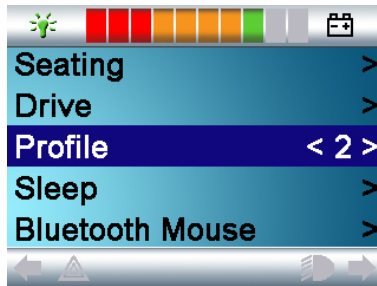 Seating >
Drive >
Profile < 2 >
Sleep >
Bluetooth Mouse >